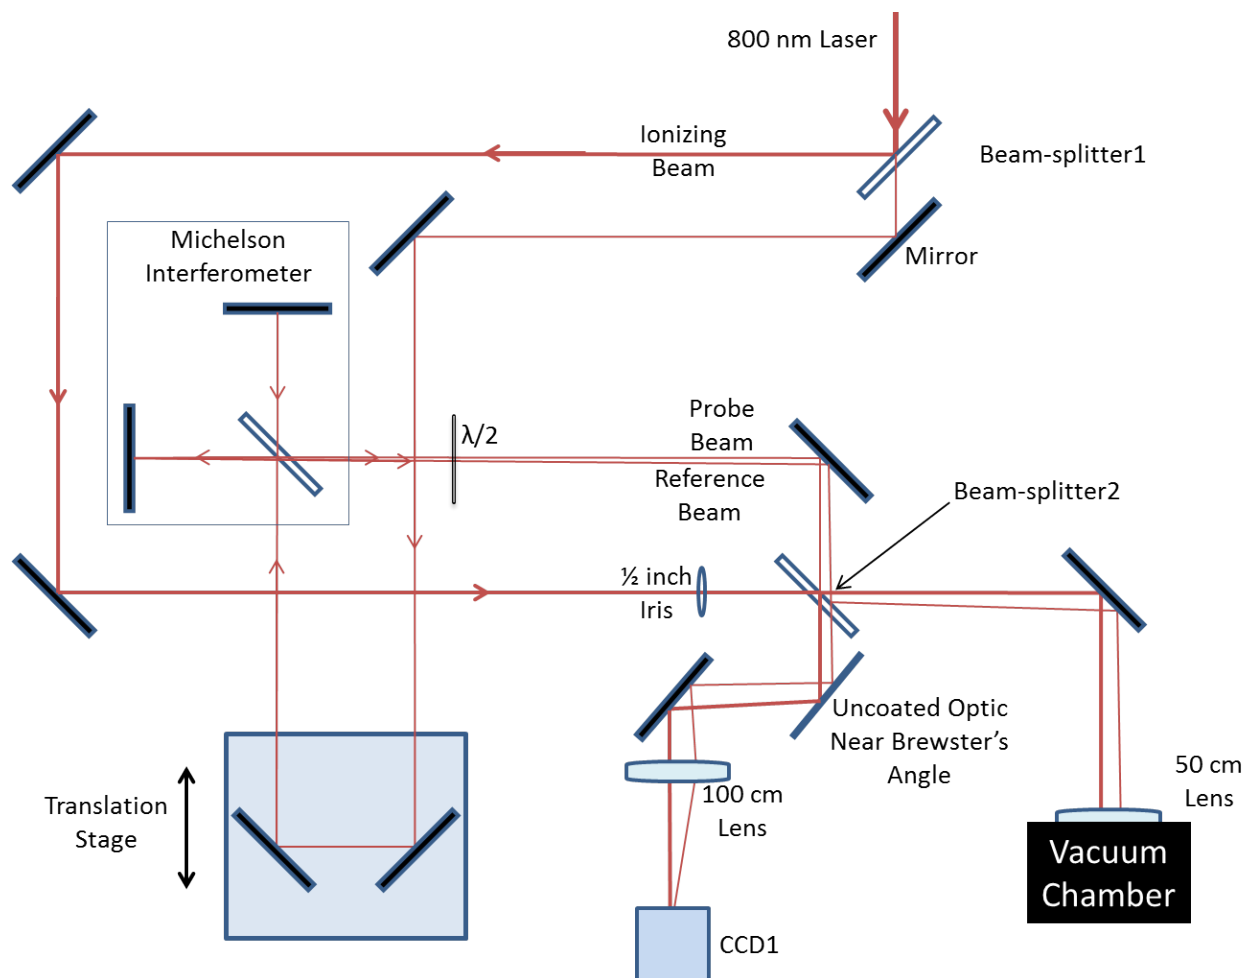 800 nm Laser
Ionizing
Beam
Beam-splitter1
Michelson
Interferometer
Mirror
λ/2
Probe
Beam
Reference
Beam
Beam-splitter2
½ inch
Iris
Uncoated Optic
Near Brewster’s
Angle
50 cm
Lens
100 cm
Lens
Translation
Stage
Vacuum
Chamber
CCD1